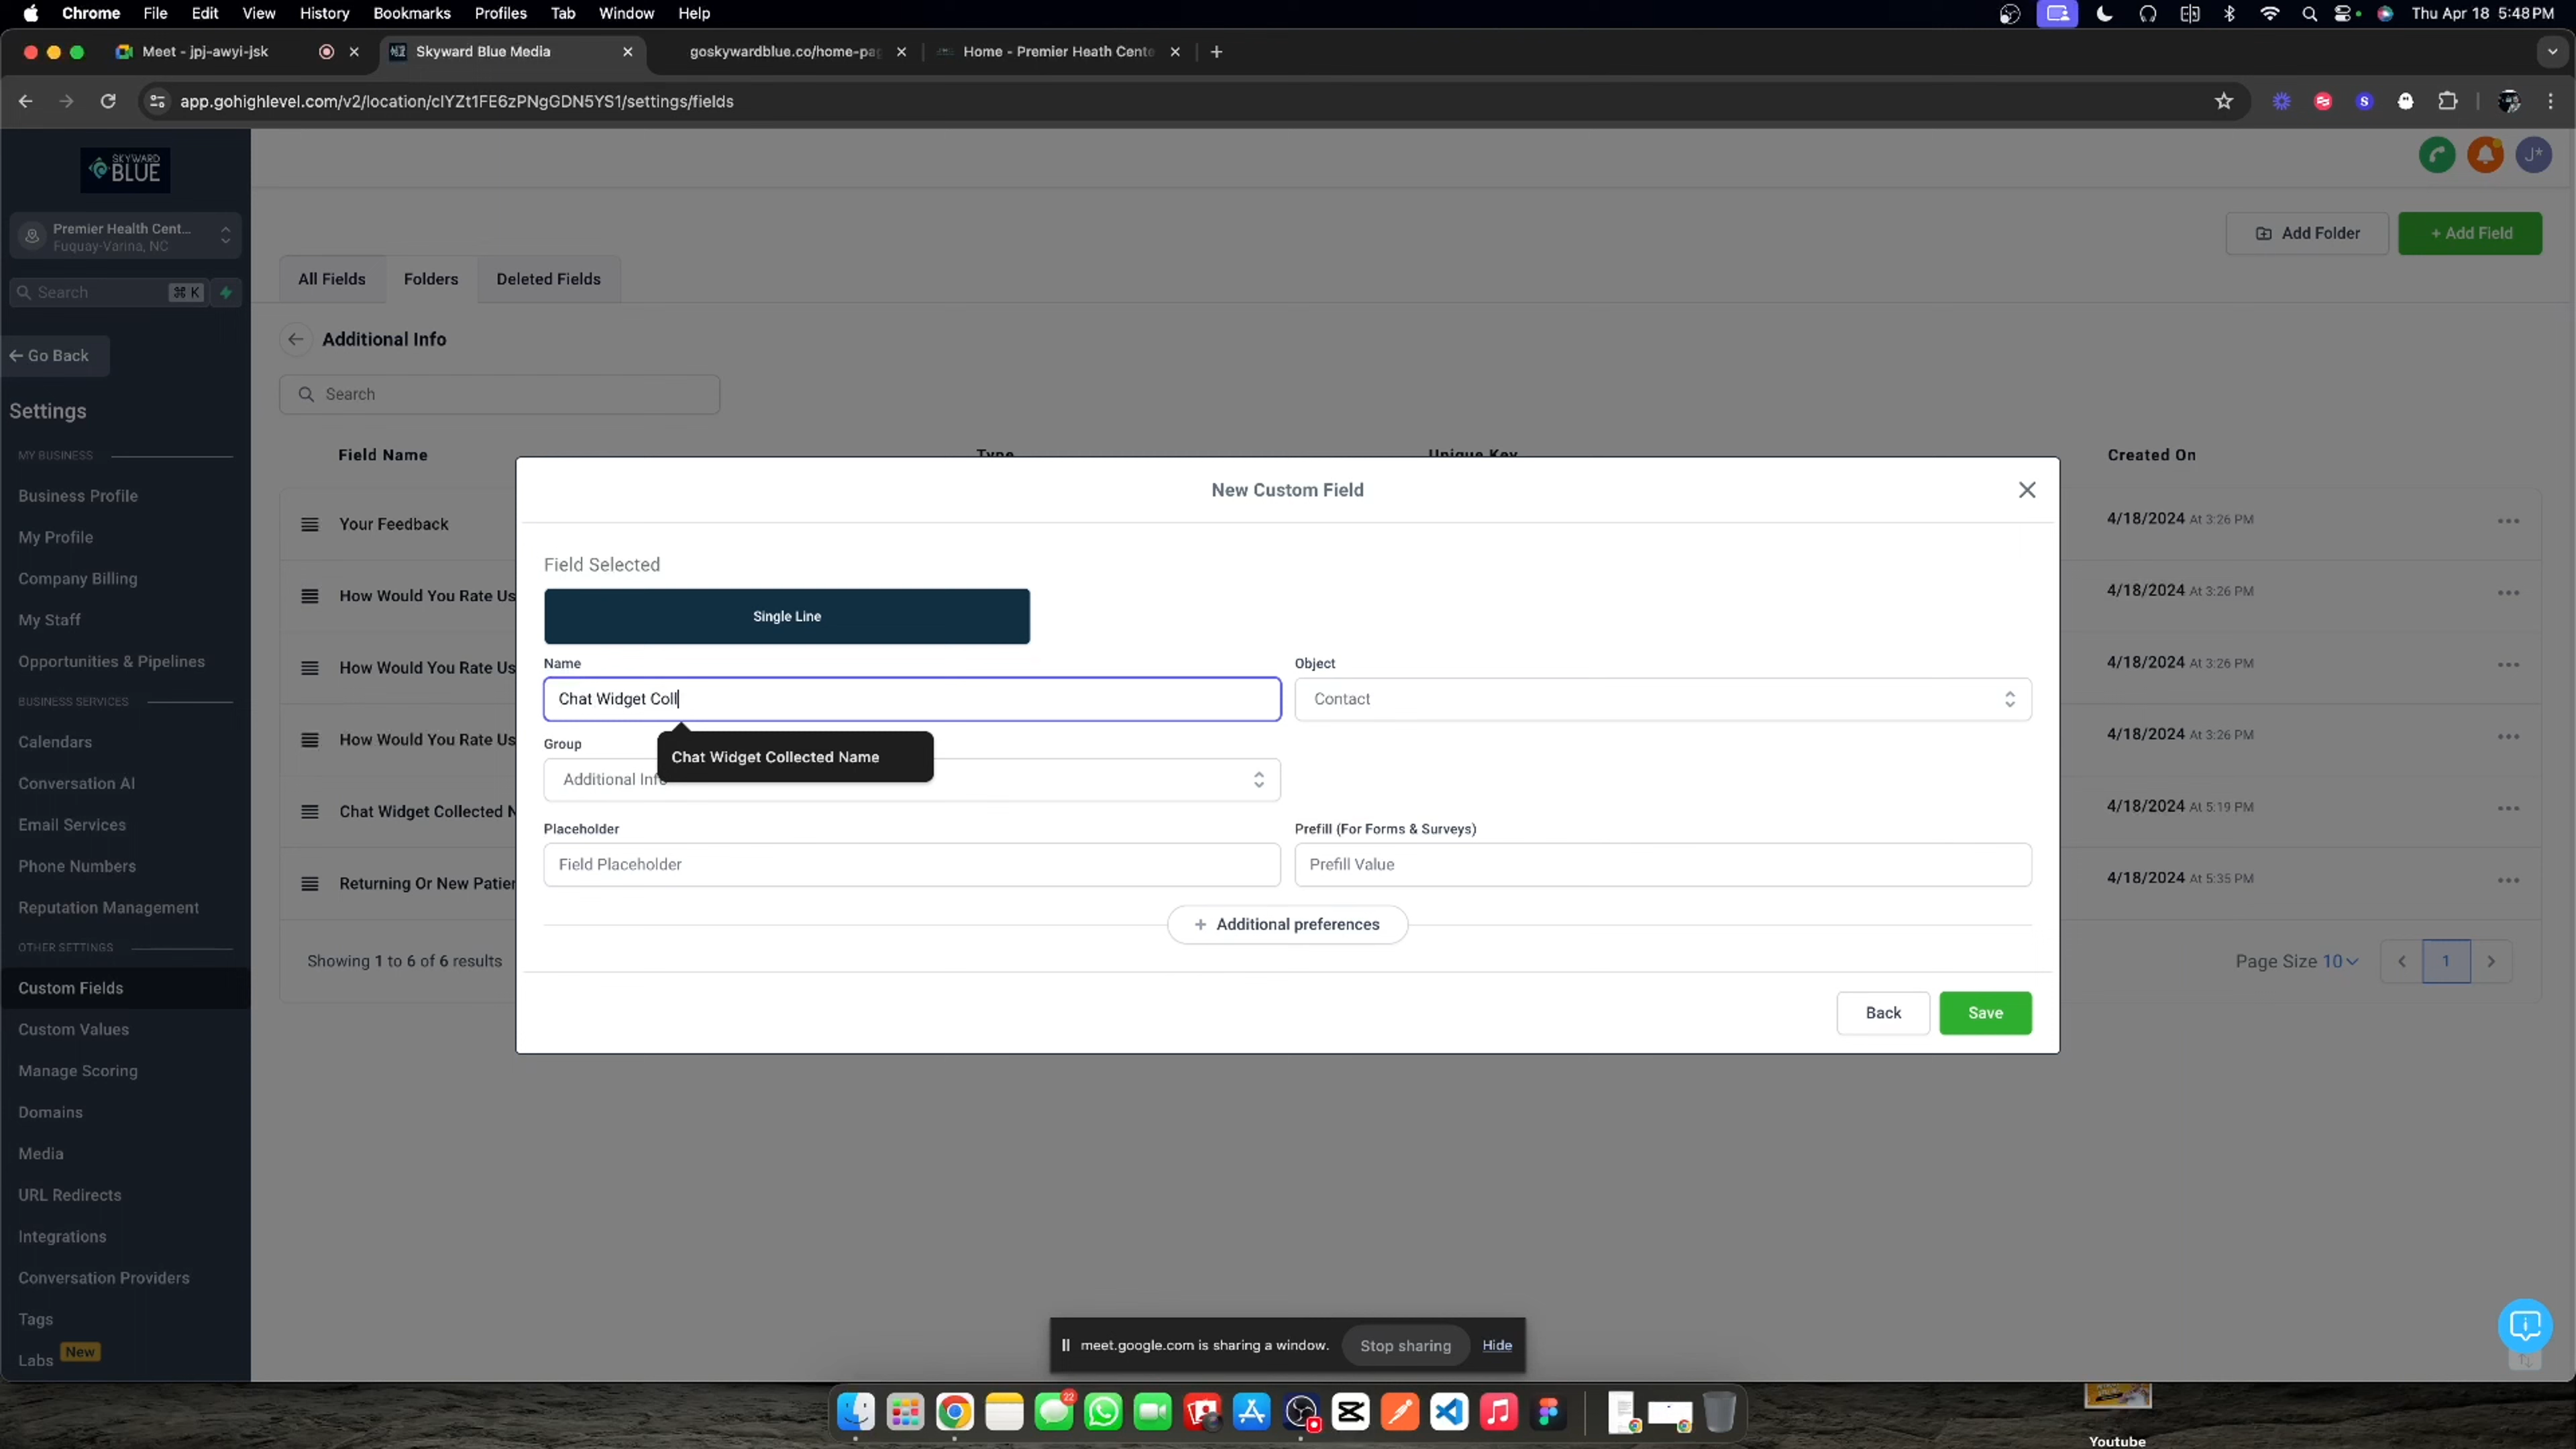 Chrome File Edit View History Bookmarks Profiles Tab Window Help Thu Apr 18 5:48 PM
Meet - jpj-awyi-jsk Skyward Blue Media goskywardblue.co/home-pag Home - Premier Heath Cente
app.gohighlevel.com/v2/location/cIYZt1FE6zPNgGDN5YS1/settings/fields
SKYWARD
BLUE
J*
Premier Health Cent...
Fuquay-Varina, NC
Add Folder
+ Add Field
Search ⌘ K
All Fields Folders Deleted Fields
Go Back
Additional Info
Search
Settings
MY BUSINESS
Business Profile
My Profile
Company Billing
My Staff
Opportunities & Pipelines
BUSINESS SERVICES
Calendars
Conversation AI
Email Services
Phone Numbers
Reputation Management
OTHER SETTINGS
Custom Fields
Custom Values
Manage Scoring
Domains
Media
URL Redirects
Integrations
Conversation Providers
Tags
Labs New
Field Name Type Unique Key Created On
Your Feedback 4/18/2024 At 3:26 PM
How Would You Rate Us 4/18/2024 At 3:26 PM
How Would You Rate Us 4/18/2024 At 3:26 PM
How Would You Rate Us 4/18/2024 At 3:26 PM
Chat Widget Collected N 4/18/2024 At 5:19 PM
Returning Or New Patier 4/18/2024 At 5:35 PM
Showing 1 to 6 of 6 results Page Size 10 1
New Custom Field
Field Selected
Single Line
Name Object
Chat Widget Coll Contact
Chat Widget Collected Name
Group
Additional Info
Placeholder Prefill (For Forms & Surveys)
Field Placeholder Prefill Value
+ Additional preferences
Back Save
meet.google.com is sharing a window. Stop sharing Hide
22
Youtube